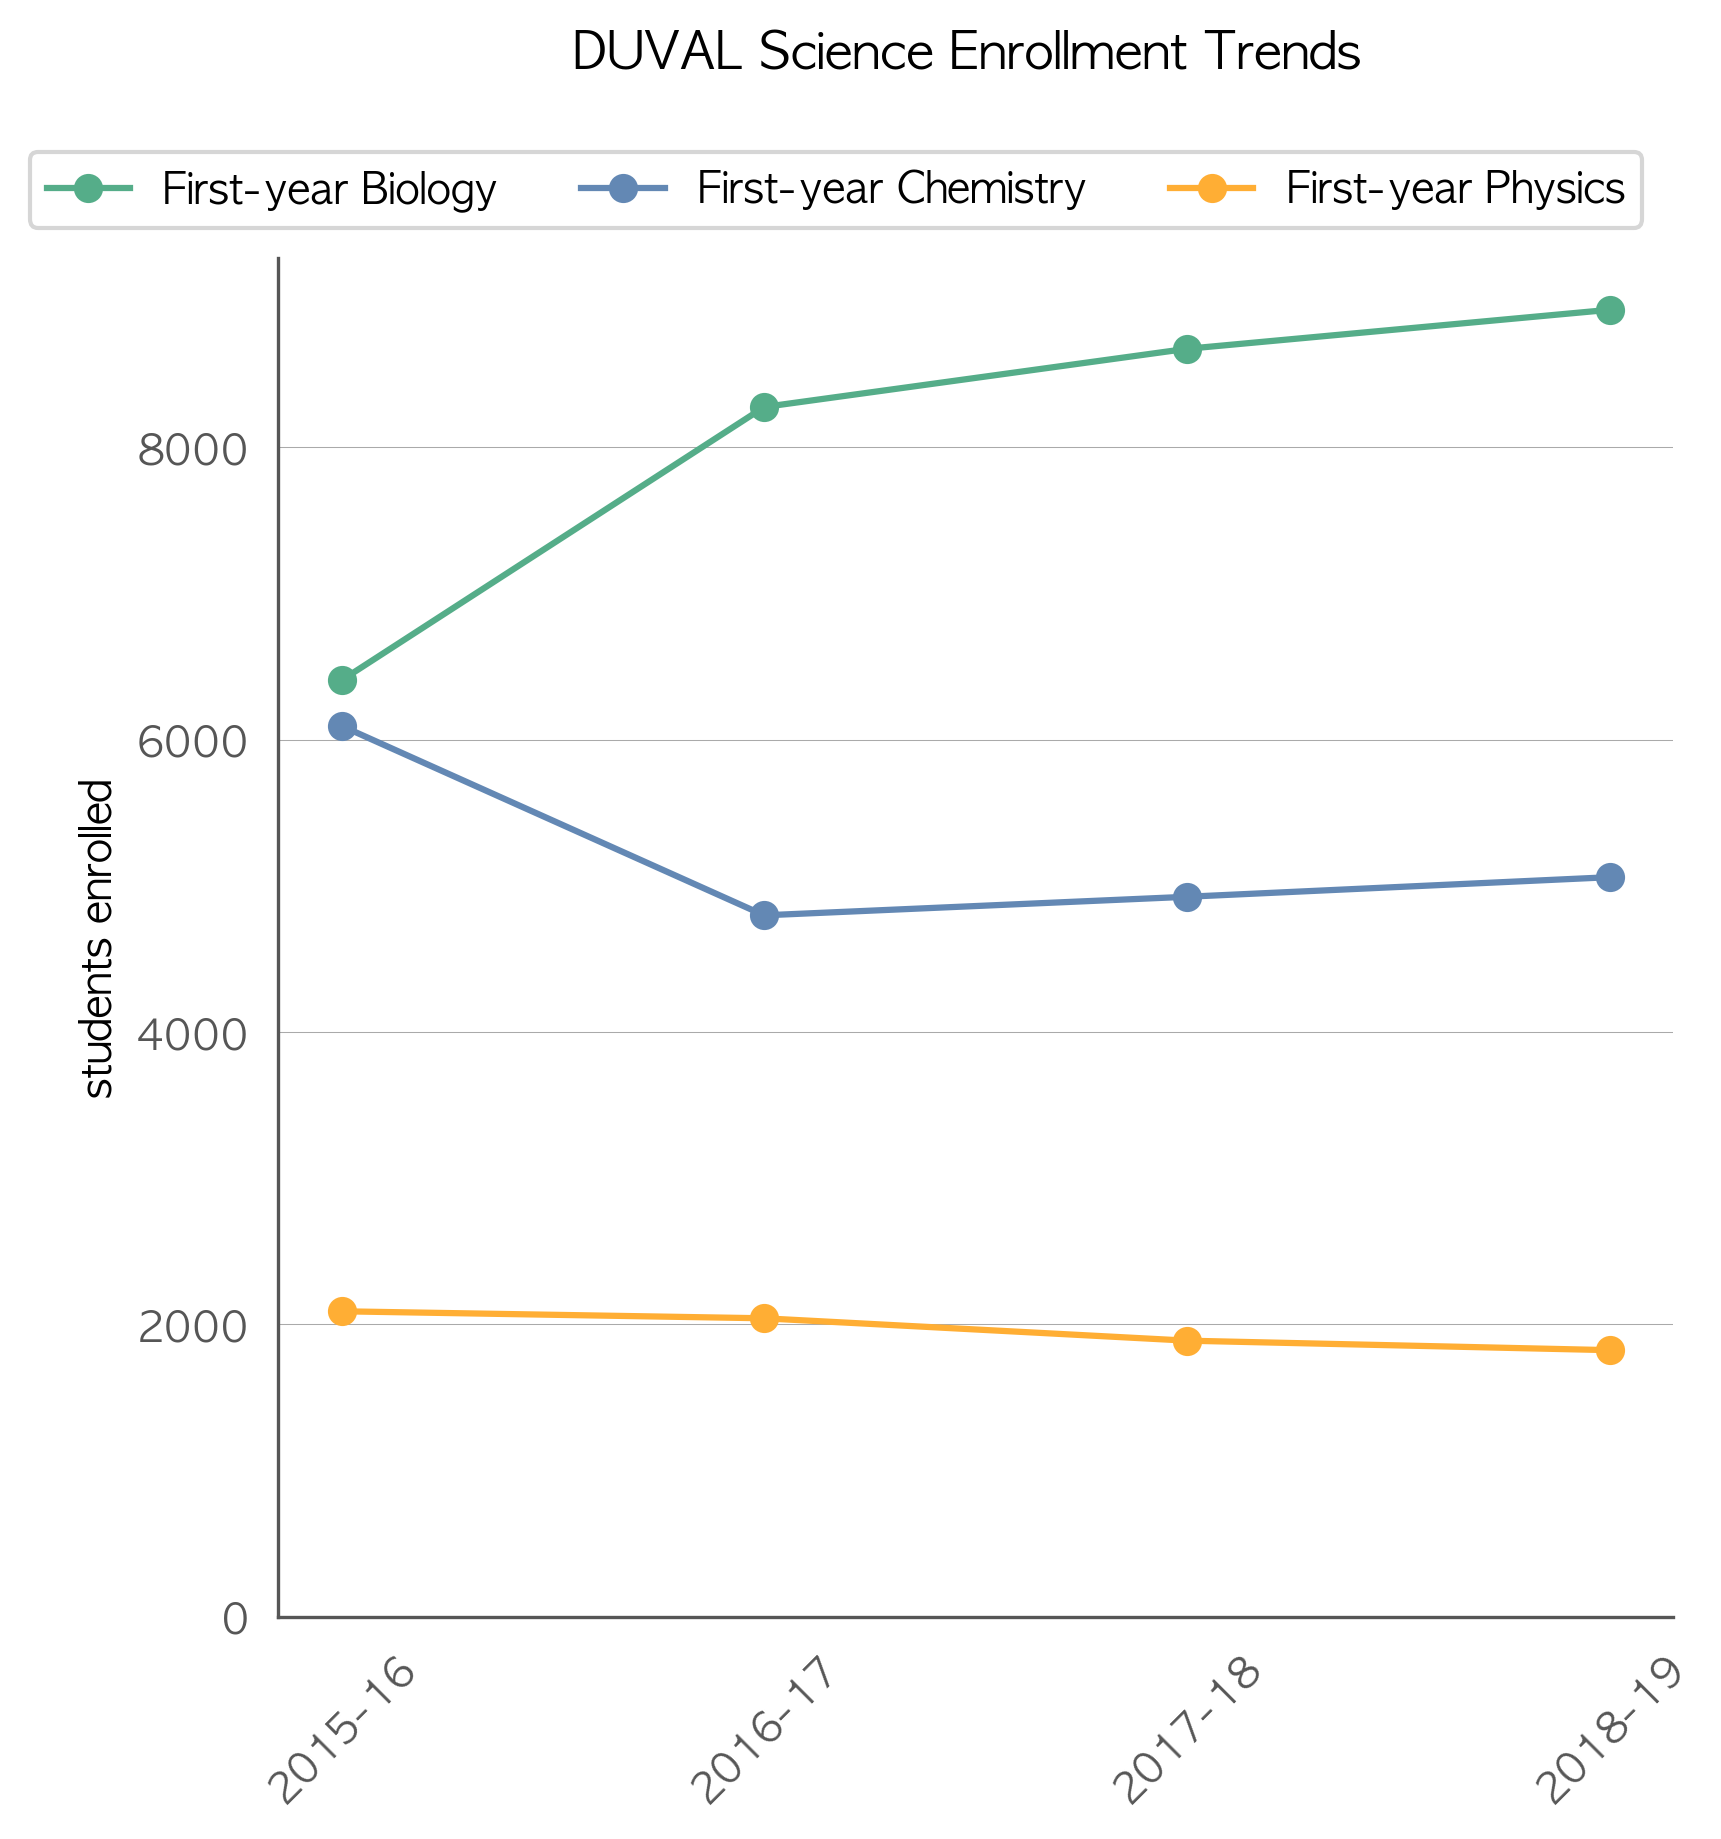 DUVAL Science Enrollment Trends
First-year Biology
First-year Chemistry
First-year Physics
8000
6000
4000
2000
0
students enrolled
2015-16
2016-17
2017-18
2018-19